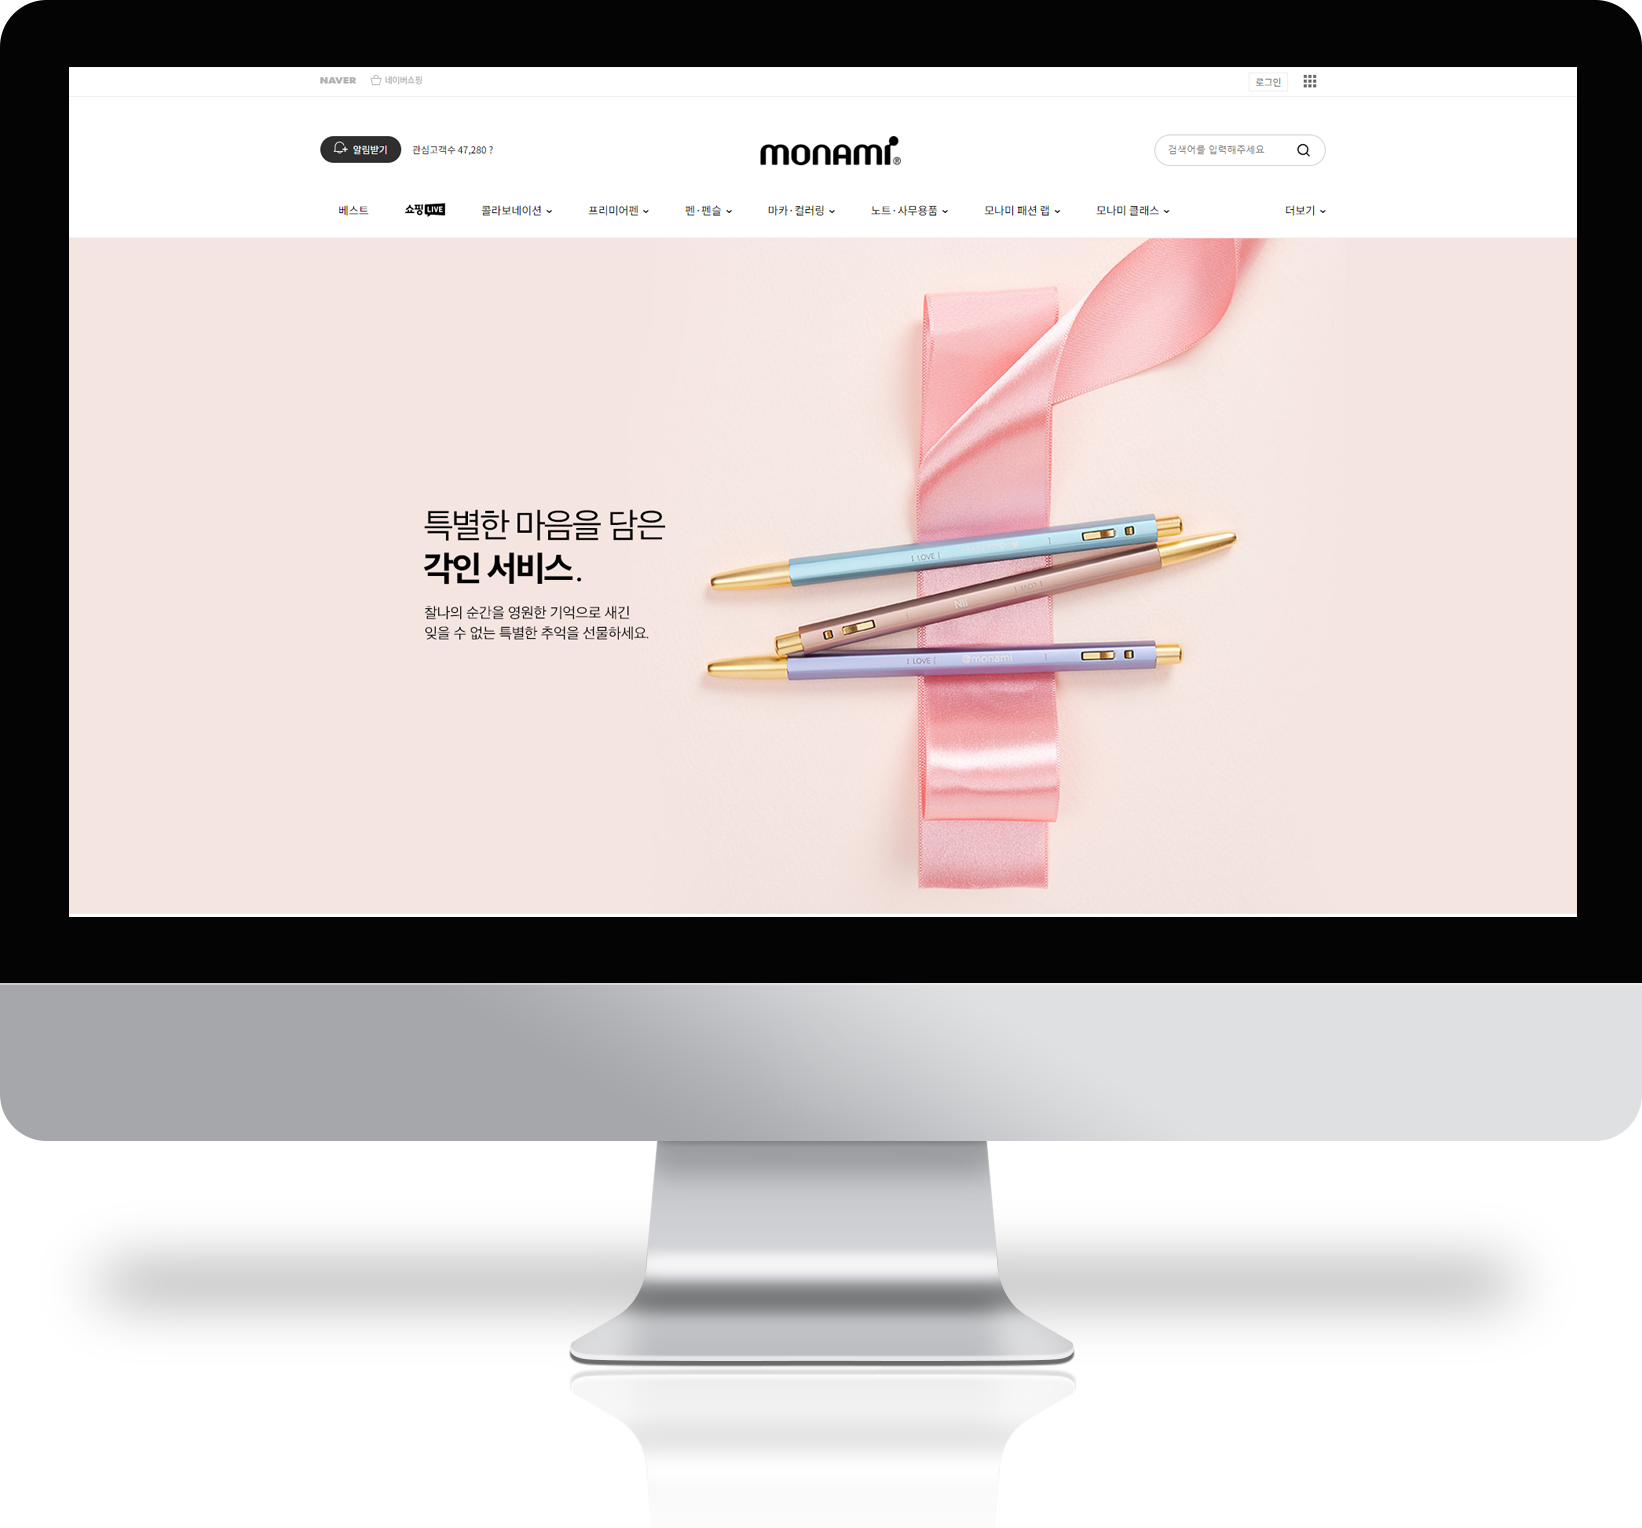 NAVER 네이버쇼핑 로그인
알림받기 관심고객수 47,280 ?
monami®
검색어를 입력해주세요
베스트 쇼핑LIVE 콜라보네이션 프리미어펜 펜·펜슬 마카·컬러링 노트·사무용품 모나미 패션 랩 모나미 클래스 더보기
특별한 마음을 담은
각인 서비스.
찰나의 순간을 영원한 기억으로 새긴
잊을 수 없는 특별한 추억을 선물하세요.
I LOVE [
]
I LOVE [ monami ]